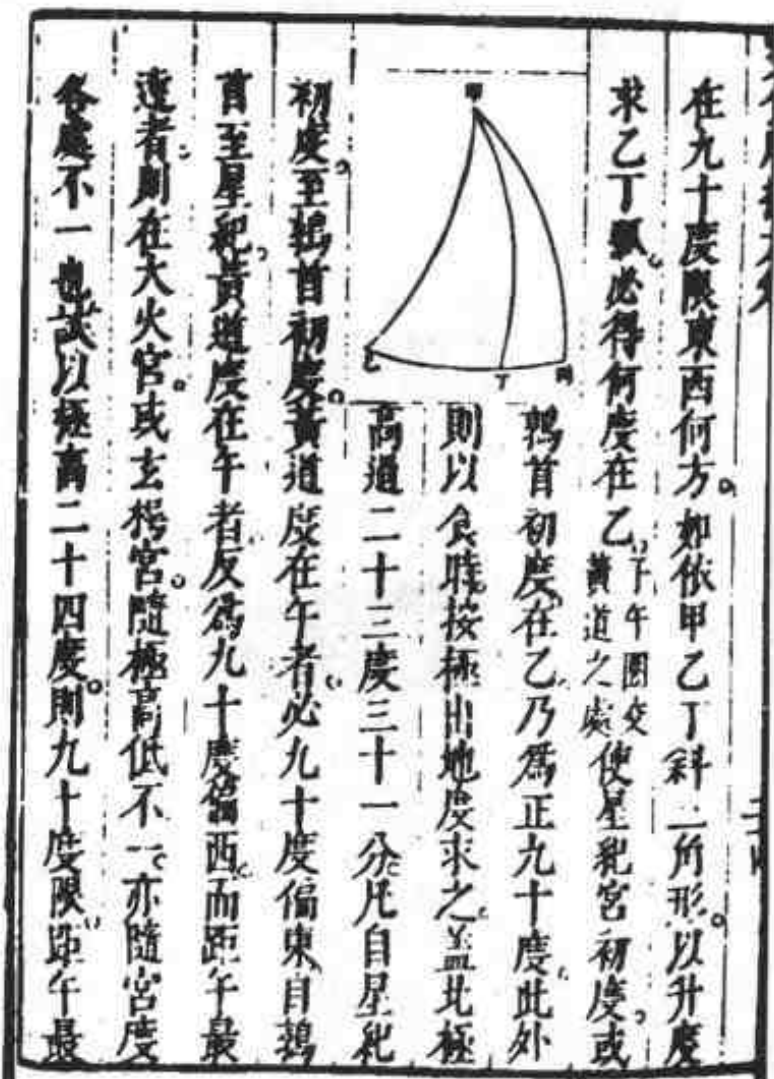 在九十度限東西何方。如依甲乙丁斜二角形。以升度
求乙丁弧。必得何度在乙、子午圈交黃道之處使星紀宮初度。或
鶉首初度、在乙、乃爲正九十度。此外
則以食時、按極出地度求之。盖北極
高過二十三度三十一分。凡自星紀
初度。至鶉首初度。黃道度在午者。必九十度偏東、自鶉
首至星紀。黃道度在午者。反爲九十度偏西。而距午最
遠者。則在大火宮。或玄枵宮。隨極高低不一。亦隨宮度
各處不一也。試以極高二十四度。則九十度限、距午最
甲
乙
丁
丙